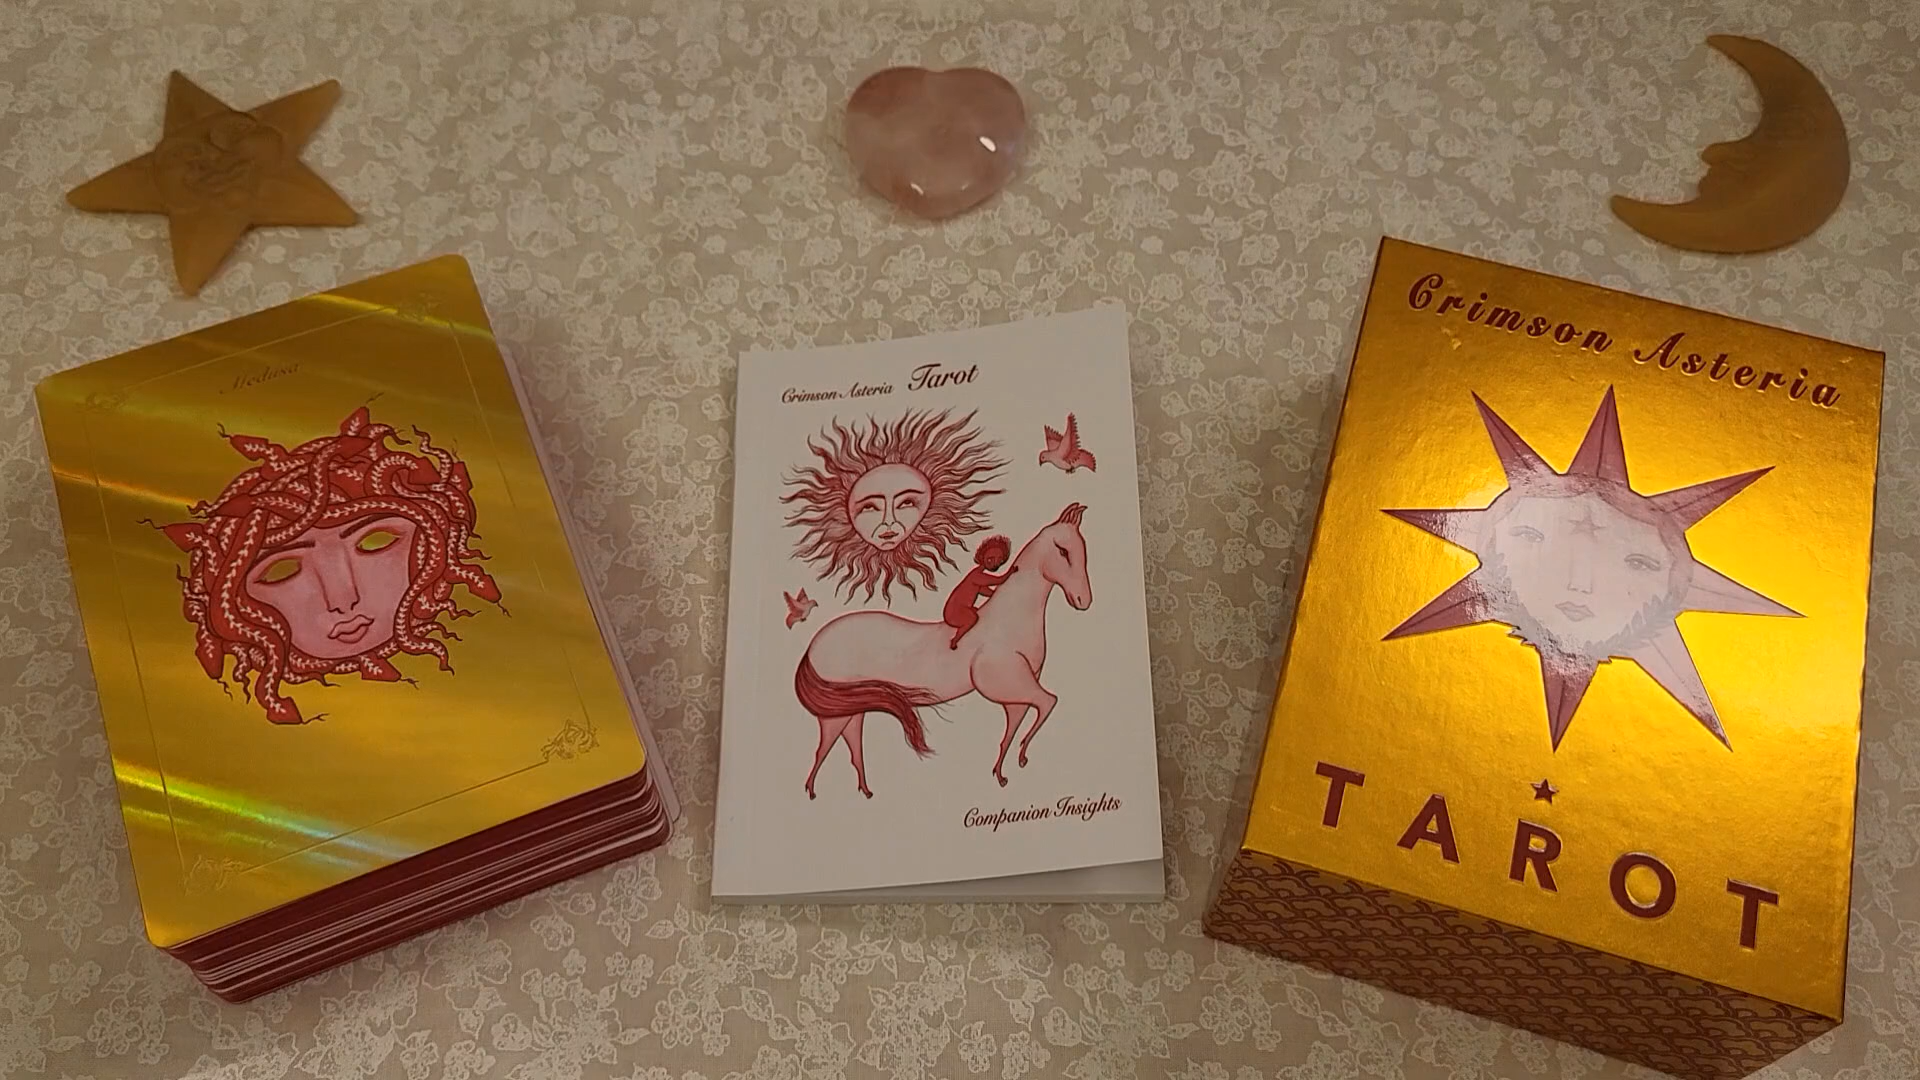 Medusa
Crimson Asteria Tarot
Companion Insights
Crimson Asteria
TAROT